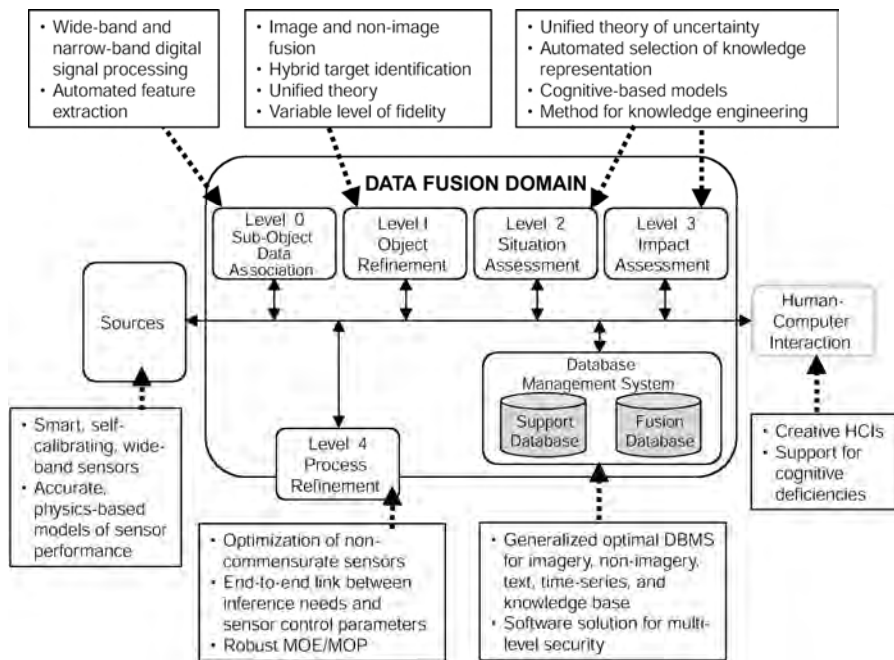 • Wide-band and
narrow-band digital
signal processing
• Automated feature
extraction
• Image and non-image
fusion
• Hybrid target identification
• Unified theory
• Variable level of fidelity
• Unified theory of uncertainty
• Automated selection of knowledge
representation
• Cognitive-based models
• Method for knowledge engineering
DATA FUSION DOMAIN
Level 0
Sub-Object
Data
Association
Level I
Object
Refinement
Level 2
Situation
Assessment
Level 3
Impact
Assessment
Sources
Human-
Computer
Interaction
Database
Management System
Support
Database
Fusion
Database
Level 4
Process
Refinement
• Smart, self-
calibrating, wide-
band sensors
• Accurate,
physics-based
models of sensor
performance
• Creative HCIs
• Support for
cognitive
deficiencies
• Optimization of non-
commensurate sensors
• End-to-end link between
inference needs and
sensor control parameters
• Robust MOE/MOP
• Generalized optimal DBMS
for imagery, non-imagery,
text, time-series, and
knowledge base
• Software solution for multi-
level security